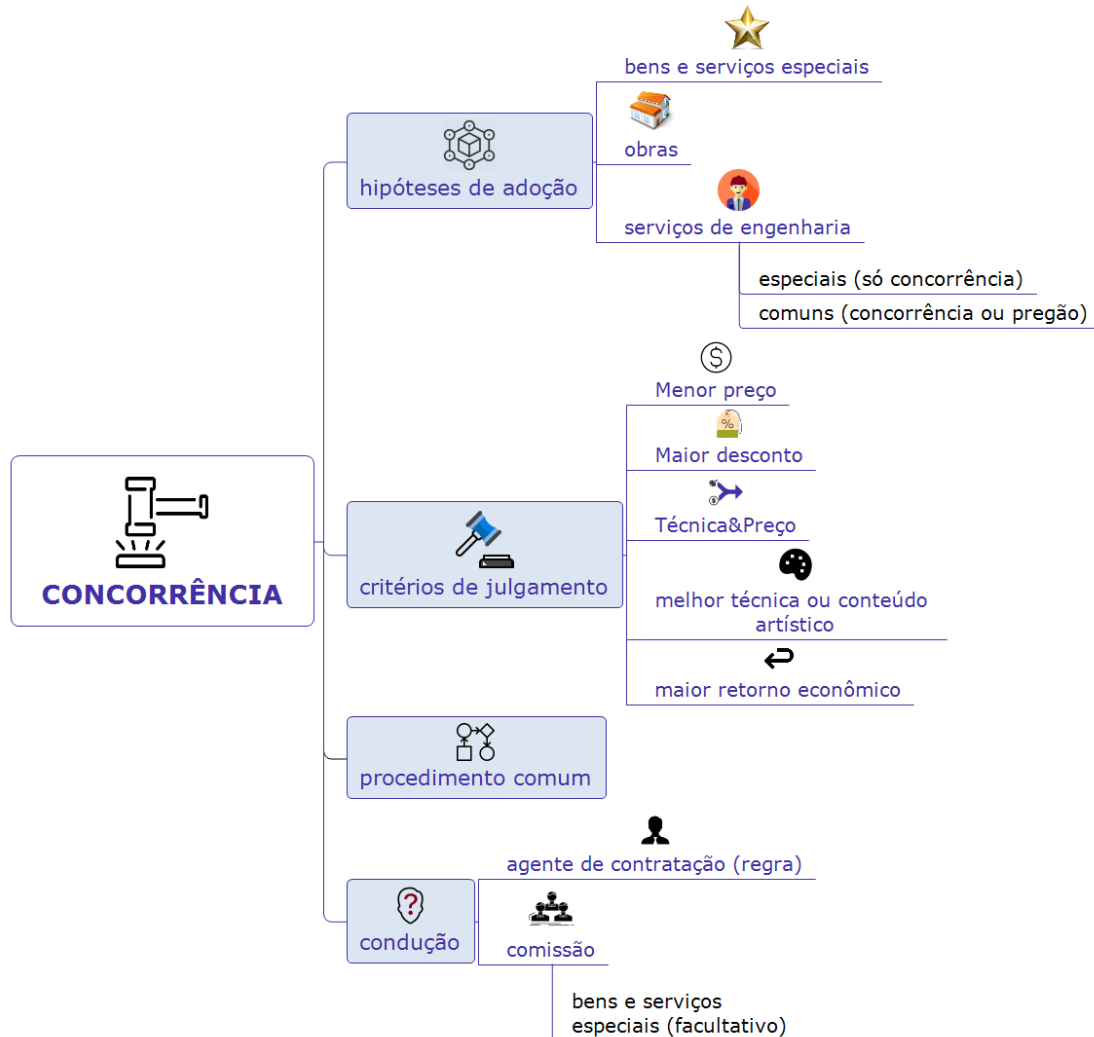 bens e serviços especiais
obras
hipóteses de adoção
serviços de engenharia
especiais (só concorrência)
comuns (concorrência ou pregão)
$
Menor preço
%
Maior desconto
$
Técnica&Preço
CONCORRÊNCIA
critérios de julgamento
melhor técnica ou conteúdo
artístico
maior retorno econômico
procedimento comum
agente de contratação (regra)
?
condução
comissão
bens e serviços
especiais (facultativo)